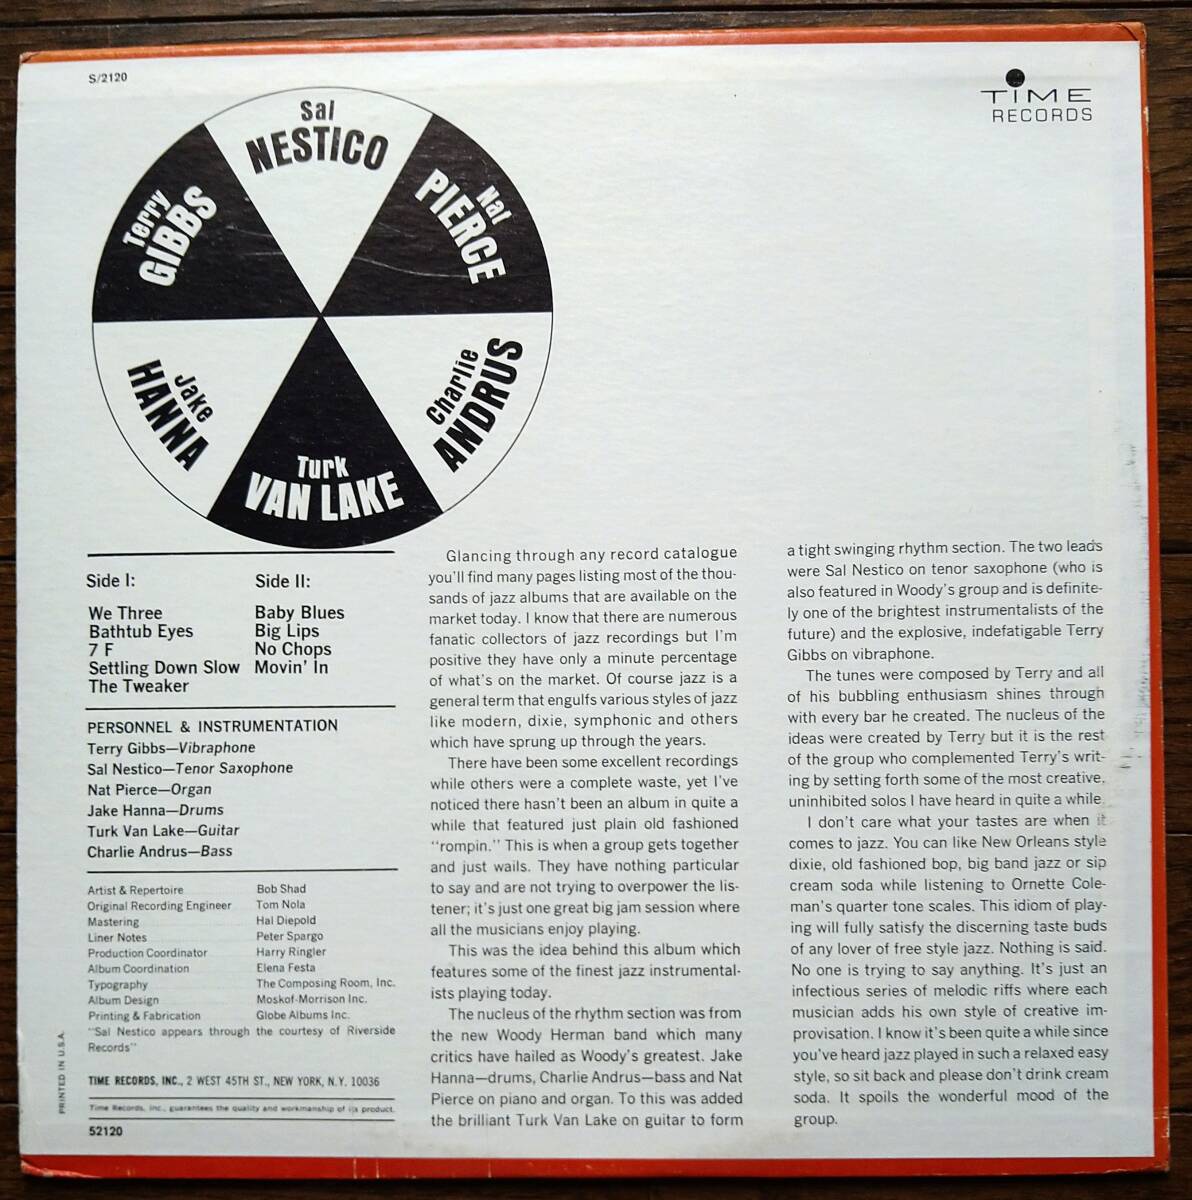 S/2120
TIME
RECORDS
Sal
NESTICO
Nat
PIERCE
Charlie
ANDRUS
Turk
VAN LAKE
Jake
HANNA
Terry
GIBBS
Side I:
We Three
Bathtub Eyes
7 F
Settling Down Slow
The Tweaker
Side II:
Baby Blues
Big Lips
No Chops
Movin' In
PERSONNEL & INSTRUMENTATION
Terry Gibbs—Vibraphone
Sal Nestico—Tenor Saxophone
Nat Pierce—Organ
Jake Hanna—Drums
Turk Van Lake—Guitar
Charlie Andrus—Bass
Artist & Repertoire Bob Shad
Original Recording Engineer Tom Nola
Mastering Hal Diepold
Liner Notes Peter Spargo
Production Coordinator Harry Ringler
Album Coordination Elena Festa
Typography The Composing Room, Inc.
Album Design Moskof-Morrison Inc.
Printing & Fabrication Globe Albums Inc.
"Sal Nestico appears through the courtesy of Riverside
Records"
PRINTED IN U.S.A.
TIME RECORDS, INC., 2 WEST 45TH ST., NEW YORK, N.Y. 10036
Time Records, Inc., guarantees the quality and workmanship of its product.
52120
Glancing through any record catalogue
you'll find many pages listing most of the thou-
sands of jazz albums that are available on the
market today. I know that there are numerous
fanatic collectors of jazz recordings but I'm
positive they have only a minute percentage
of what's on the market. Of course jazz is a
general term that engulfs various styles of jazz
like modern, dixie, symphonic and others
which have sprung up through the years.
There have been some excellent recordings
while others were a complete waste, yet I've
noticed there hasn't been an album in quite a
while that featured just plain old fashioned
"rompin." This is when a group gets together
and just wails. They have nothing particular
to say and are not trying to overpower the lis-
tener; it's just one great big jam session where
all the musicians enjoy playing.
This was the idea behind this album which
features some of the finest jazz instrumental-
ists playing today.
The nucleus of the rhythm section was from
the new Woody Herman band which many
critics have hailed as Woody's greatest. Jake
Hanna—drums, Charlie Andrus—bass and Nat
Pierce on piano and organ. To this was added
the brilliant Turk Van Lake on guitar to form
a tight swinging rhythm section. The two leads
were Sal Nestico on tenor saxophone (who is
also featured in Woody's group and is definite-
ly one of the brightest instrumentalists of the
future) and the explosive, indefatigable Terry
Gibbs on vibraphone.
The tunes were composed by Terry and all
of his bubbling enthusiasm shines through
with every bar he created. The nucleus of the
ideas were created by Terry but it is the rest
of the group who complemented Terry's writ-
ing by setting forth some of the most creative,
uninhibited solos I have heard in quite a while.
I don't care what your tastes are when it
comes to jazz. You can like New Orleans style
dixie, old fashioned bop, big band jazz or sip
cream soda while listening to Ornette Cole-
man's quarter tone scales. This idiom of play-
ing will fully satisfy the discerning taste buds
of any lover of free style jazz. Nothing is said.
No one is trying to say anything. It's just an
infectious series of melodic riffs where each
musician adds his own style of creative im-
provisation. I know it's been quite a while since
you've heard jazz played in such a relaxed easy
style, so sit back and please don't drink cream
soda. It spoils the wonderful mood of the
group.